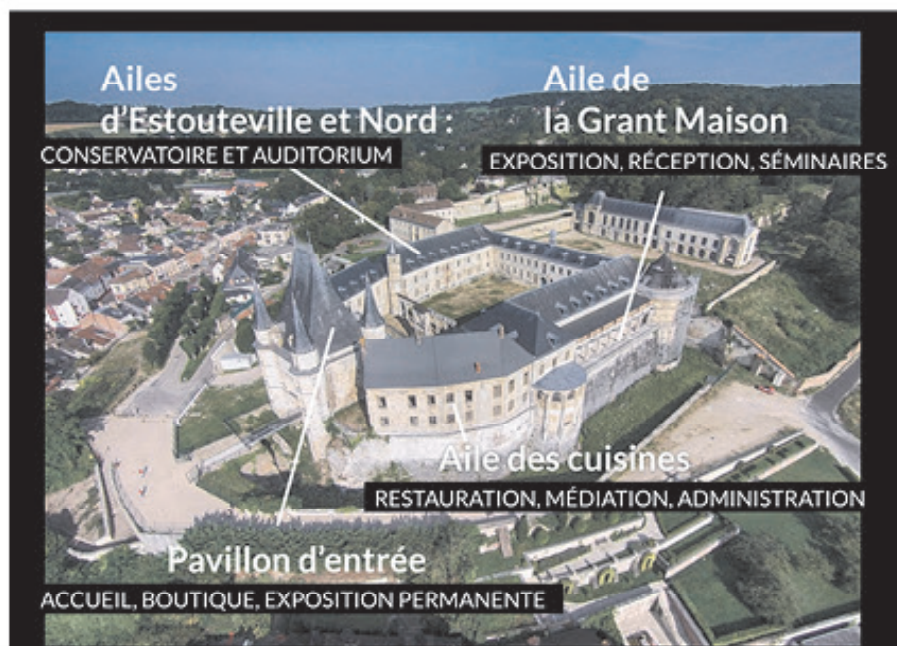 Ailes
d'Estouteville et Nord :
CONSERVATOIRE ET AUDITORIUM
Aile de
la Grant Maison
EXPOSITION, RÉCEPTION, SÉMINAIRES
Aile des cuisines
RESTAURATION, MÉDIATION, ADMINISTRATION
Pavillon d'entrée
ACCUEIL, BOUTIQUE, EXPOSITION PERMANENTE